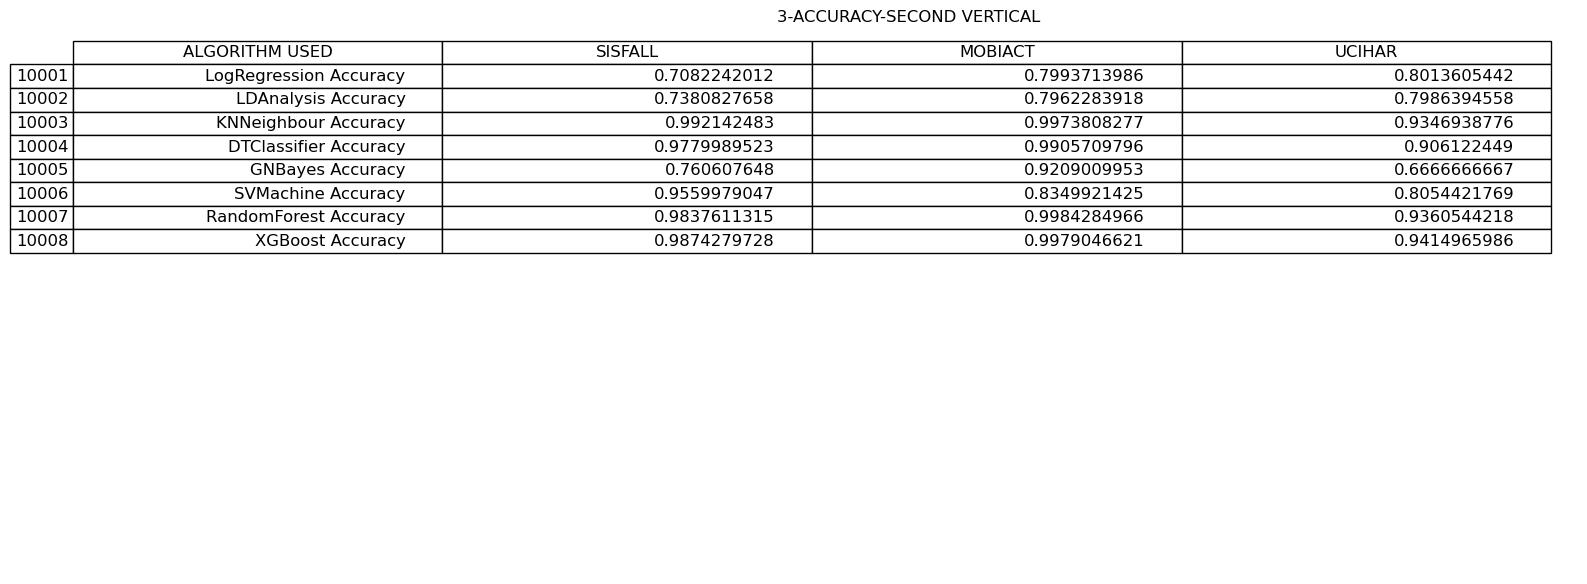 3-ACCURACY-SECOND VERTICAL
ALGORITHM USED SISFALL MOBIACT UCIHAR
10001 LogRegression Accuracy 0.7082242012 0.7993713986 0.8013605442
10002 LDAnalysis Accuracy 0.7380827658 0.7962283918 0.7986394558
10003 KNNeighbour Accuracy 0.992142483 0.9973808277 0.9346938776
10004 DTClassifier Accuracy 0.9779989523 0.9905709796 0.906122449
10005 GNBayes Accuracy 0.760607648 0.9209009953 0.6666666667
10006 SVMachine Accuracy 0.9559979047 0.8349921425 0.8054421769
10007 RandomForest Accuracy 0.9837611315 0.9984284966 0.9360544218
10008 XGBoost Accuracy 0.9874279728 0.9979046621 0.9414965986